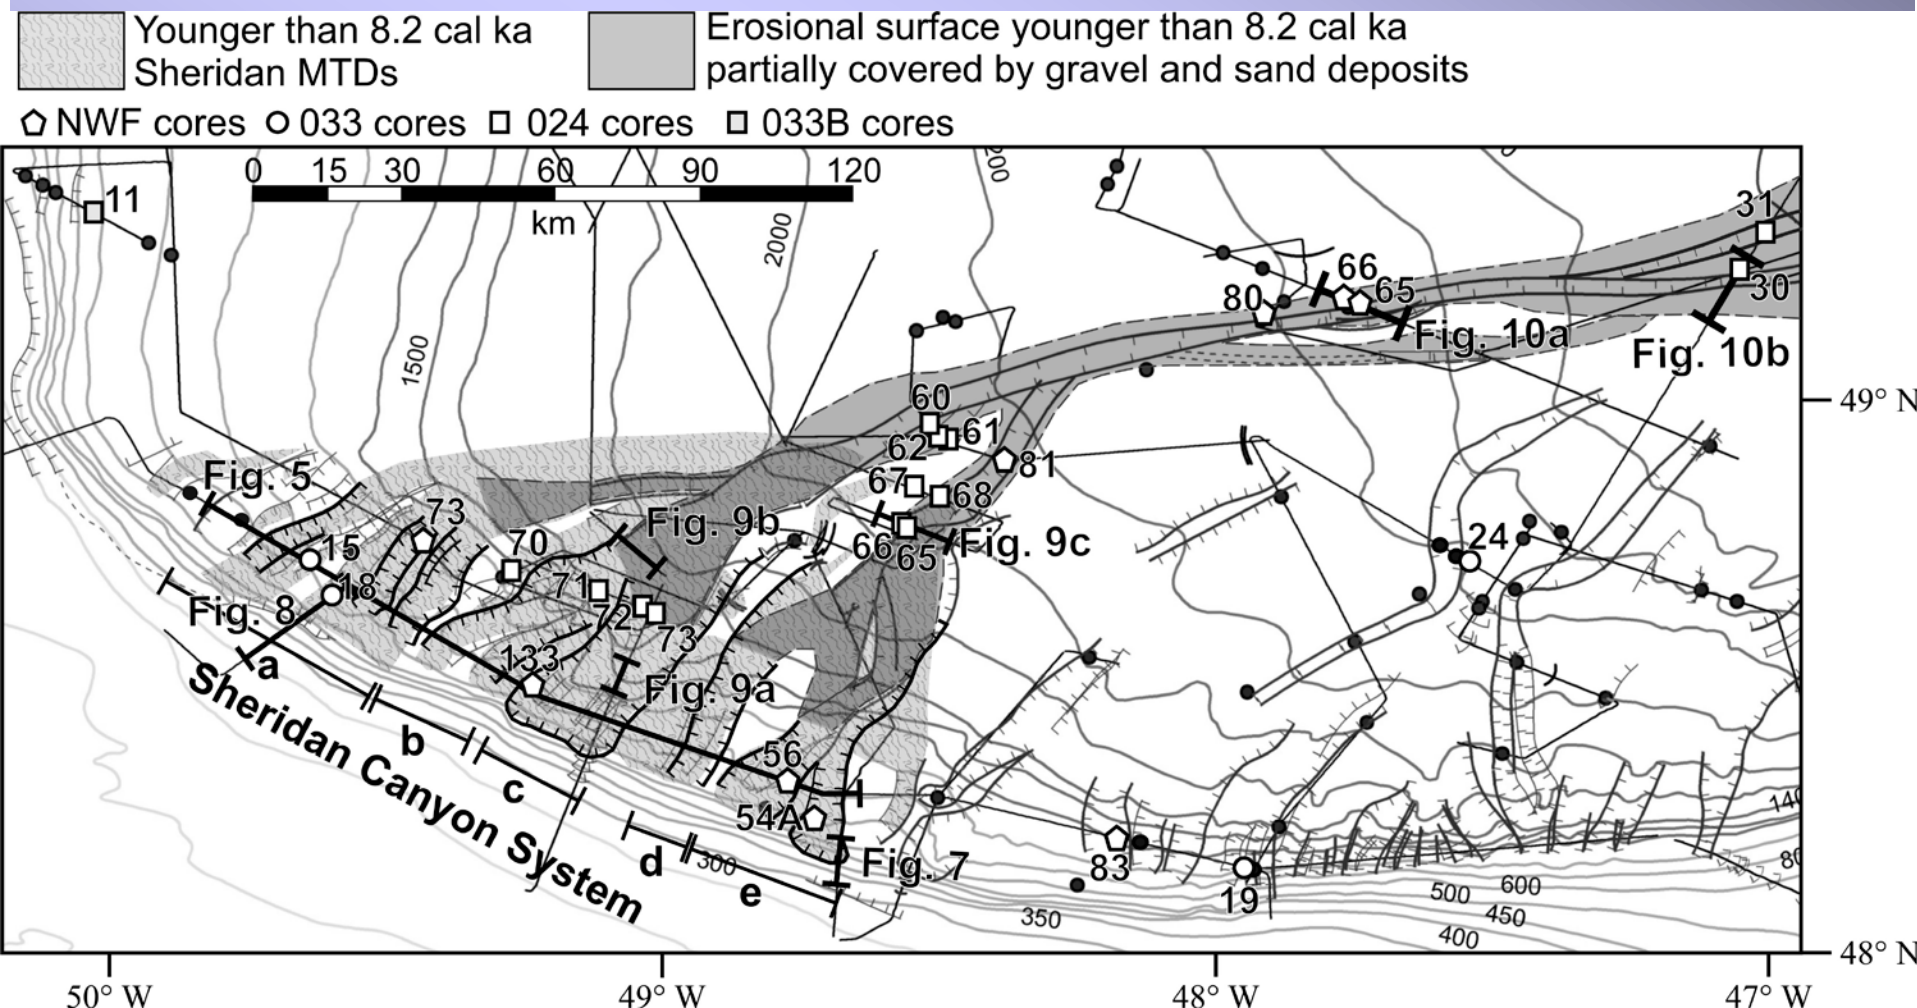 Younger than 8.2 cal ka
Sheridan MTDs
Erosional surface younger than 8.2 cal ka
partially covered by gravel and sand deposits
NWF cores
033 cores
024 cores
033B cores
0 15 30 60 90 120
km
11
200
2000
1500
31
30
66
65
80
Fig. 10a
Fig. 10b
49° N
60
61
62
81
67
68
66
65
Fig. 9c
Fig. 5
73
Fig. 9b
70
15
18
71
72
73
24
Fig. 8
133
Fig. 9a
a
b
c
d
e
Sheridan Canyon System
56
54A
300
Fig. 7
83
19
350
500
600
450
400
140
80
48° N
50° W
49° W
48° W
47° W